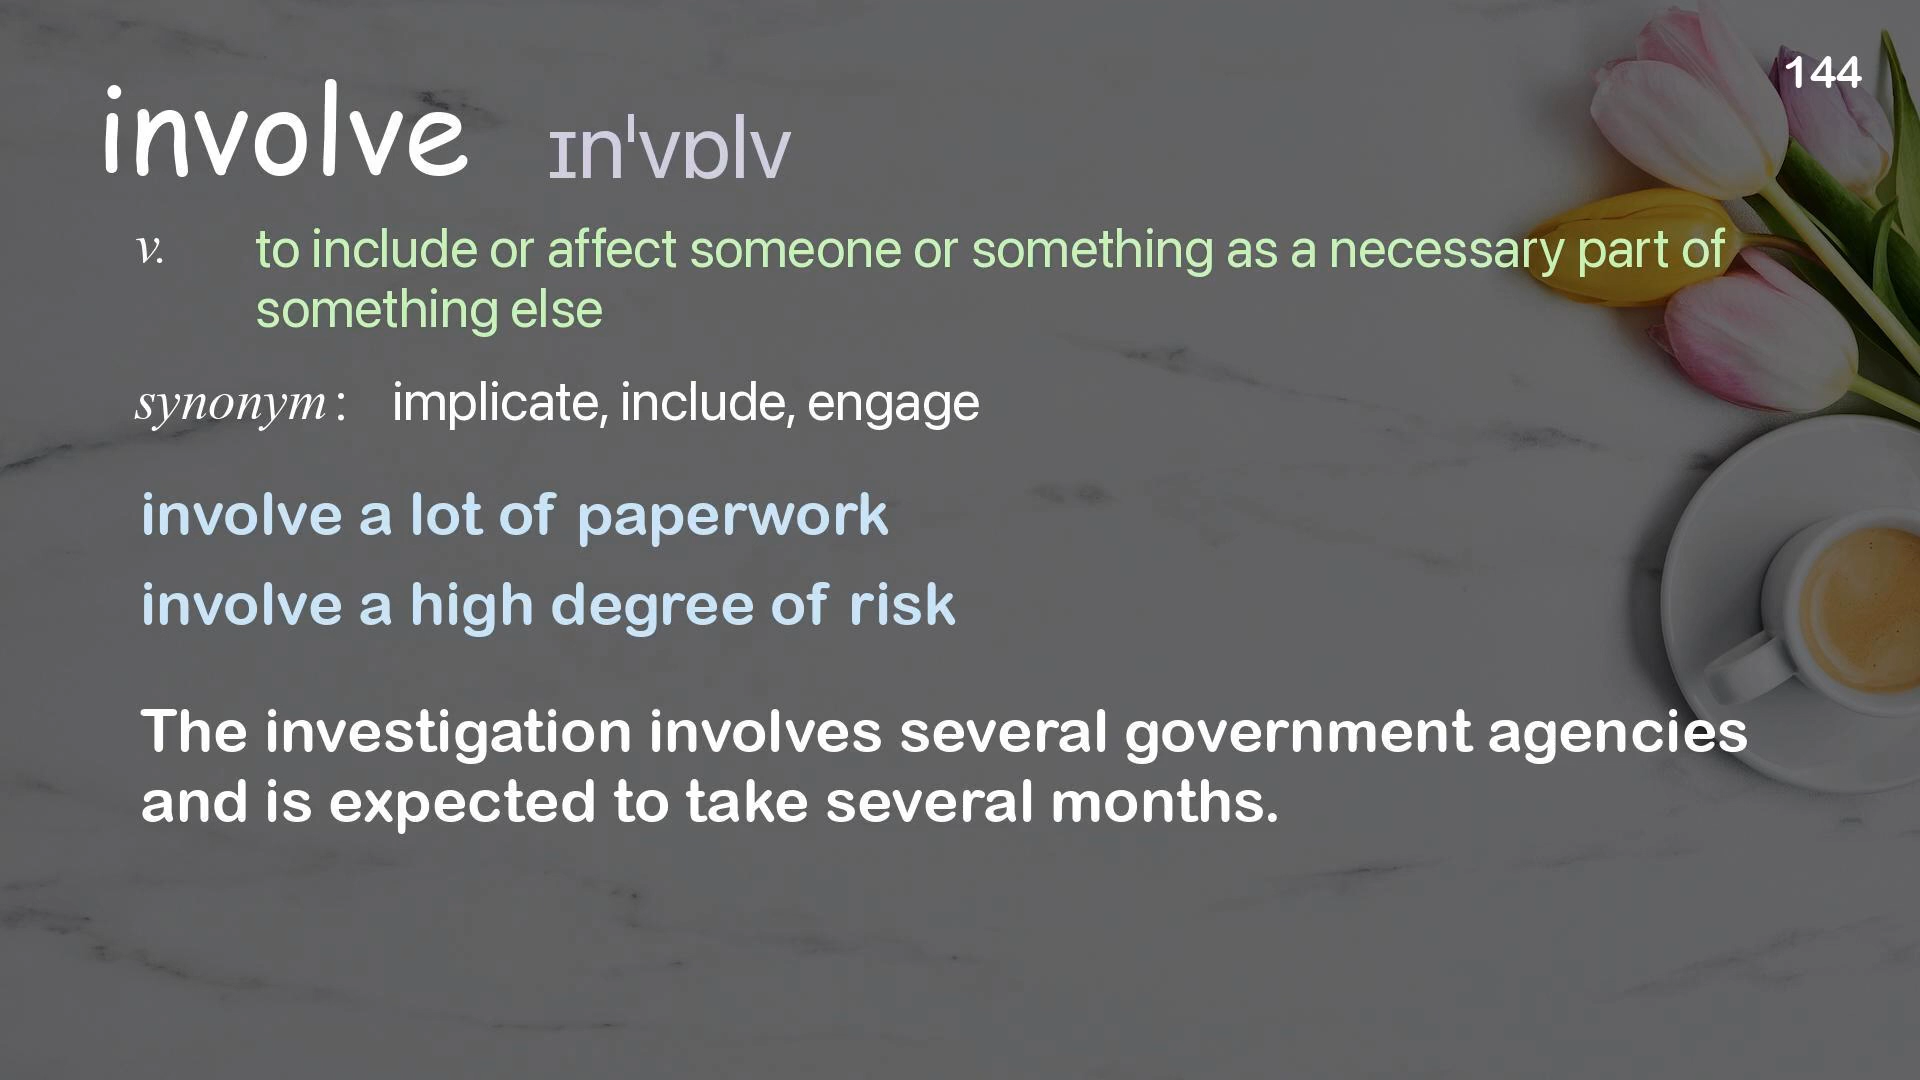 144
involve ɪnˈvɒlv
v. to include or affect someone or something as a necessary part of
something else
synonym : implicate, include, engage
involve a lot of paperwork
involve a high degree of risk
The investigation involves several government agencies
and is expected to take several months.